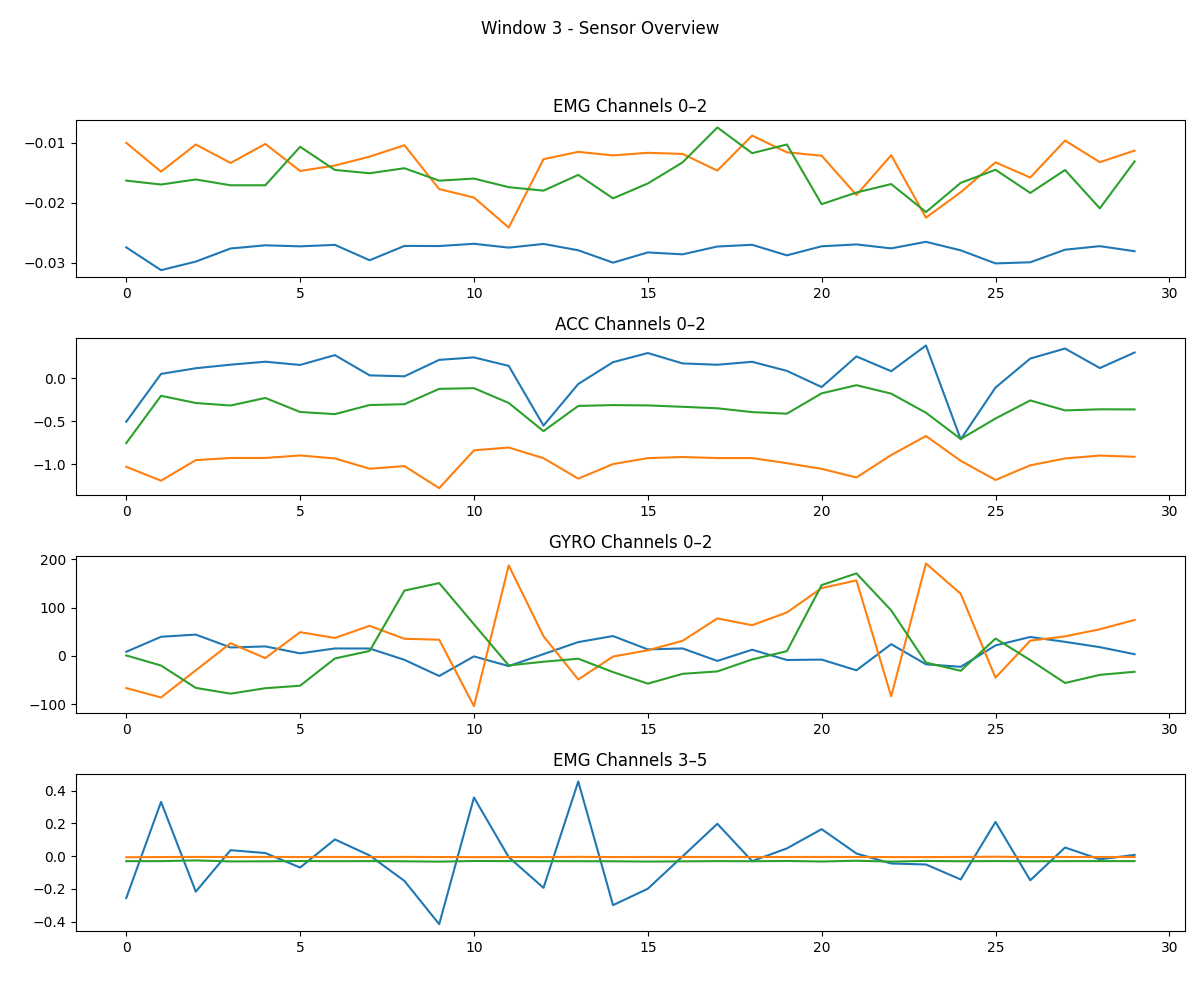 Window 3 - Sensor Overview
EMG Channels 0–2
−0.01
−0.02
−0.03
0 5 10 15 20 25 30
ACC Channels 0–2
0.0
−0.5
−1.0
0 5 10 15 20 25 30
GYRO Channels 0–2
200
100
0
−100
0 5 10 15 20 25 30
EMG Channels 3–5
0.4
0.2
0.0
−0.2
−0.4
0 5 10 15 20 25 30